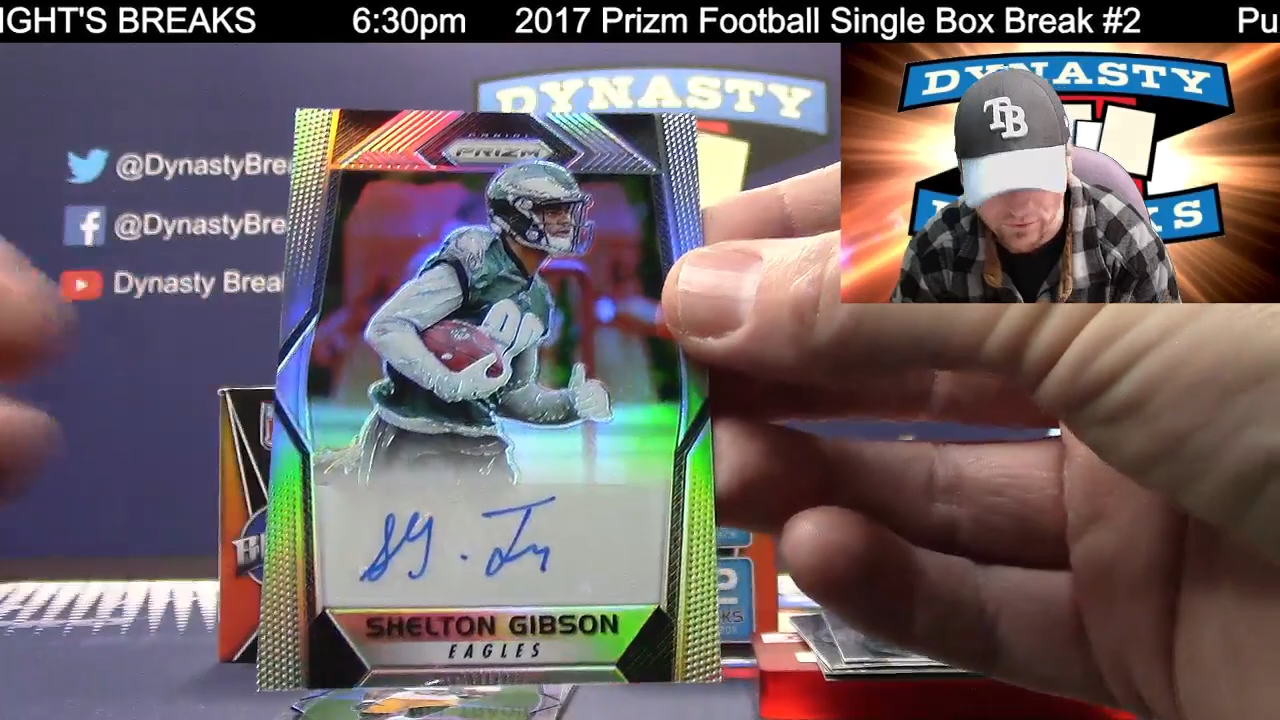 IGHT'S BREAKS 6:30pm 2017 Prizm Football Single Box Break #2 Pu
DYNASTY
DYNASTY
TB
@DynastyBre
@DynastyBre
Dynasty Brea
PANINI
PRIZM
SHELTON GIBSON
EAGLES